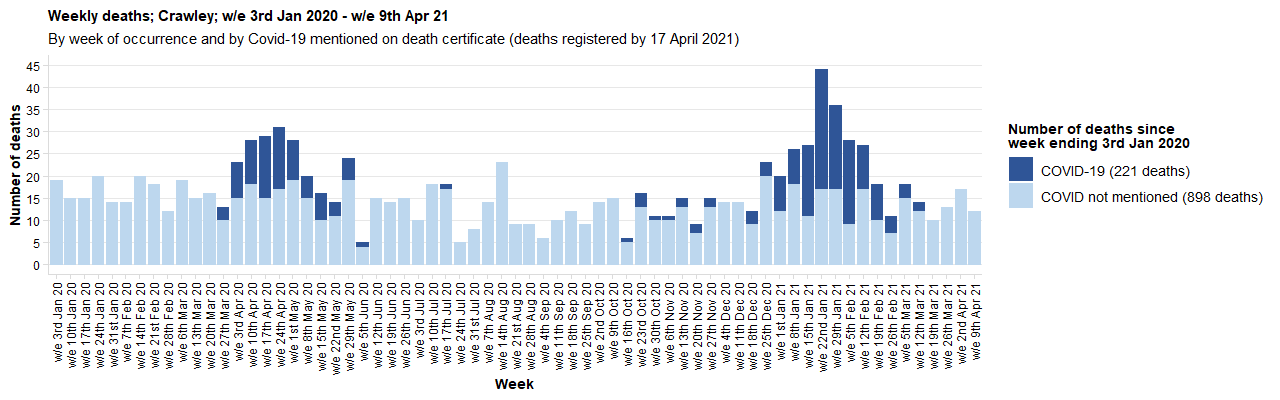 Weekly deaths; Crawley; w/e 3rd Jan 2020 - w/e 9th Apr 21
By week of occurrence and by Covid-19 mentioned on death certificate (deaths registered by 17 April 2021)
Number of deaths
45
40
35
30
25
20
15
10
5
0
w/e 3rd Jan 20
w/e 10th Jan 20
w/e 17th Jan 20
w/e 24th Jan 20
w/e 31st Jan 20
w/e 7th Feb 20
w/e 14th Feb 20
w/e 21st Feb 20
w/e 28th Feb 20
w/e 6th Mar 20
w/e 13th Mar 20
w/e 20th Mar 20
w/e 27th Mar 20
w/e 3rd Apr 20
w/e 10th Apr 20
w/e 17th Apr 20
w/e 24th Apr 20
w/e 1st May 20
w/e 8th May 20
w/e 15th May 20
w/e 22nd May 20
w/e 29th May 20
w/e 5th Jun 20
w/e 12th Jun 20
w/e 19th Jun 20
w/e 26th Jun 20
w/e 3rd Jul 20
w/e 10th Jul 20
w/e 17th Jul 20
w/e 24th Jul 20
w/e 31st Jul 20
w/e 7th Aug 20
w/e 14th Aug 20
w/e 21st Aug 20
w/e 28th Aug 20
w/e 4th Sep 20
w/e 11th Sep 20
w/e 18th Sep 20
w/e 25th Sep 20
w/e 2nd Oct 20
w/e 9th Oct 20
w/e 16th Oct 20
w/e 23rd Oct 20
w/e 30th Oct 20
w/e 6th Nov 20
w/e 13th Nov 20
w/e 20th Nov 20
w/e 27th Nov 20
w/e 4th Dec 20
w/e 11th Dec 20
w/e 18th Dec 20
w/e 25th Dec 20
w/e 1st Jan 21
w/e 8th Jan 21
w/e 15th Jan 21
w/e 22nd Jan 21
w/e 29th Jan 21
w/e 5th Feb 21
w/e 12th Feb 21
w/e 19th Feb 21
w/e 26th Feb 21
w/e 5th Mar 21
w/e 12th Mar 21
w/e 19th Mar 21
w/e 26th Mar 21
w/e 2nd Apr 21
w/e 9th Apr 21
Week
Number of deaths since
week ending 3rd Jan 2020
COVID-19 (221 deaths)
COVID not mentioned (898 deaths)